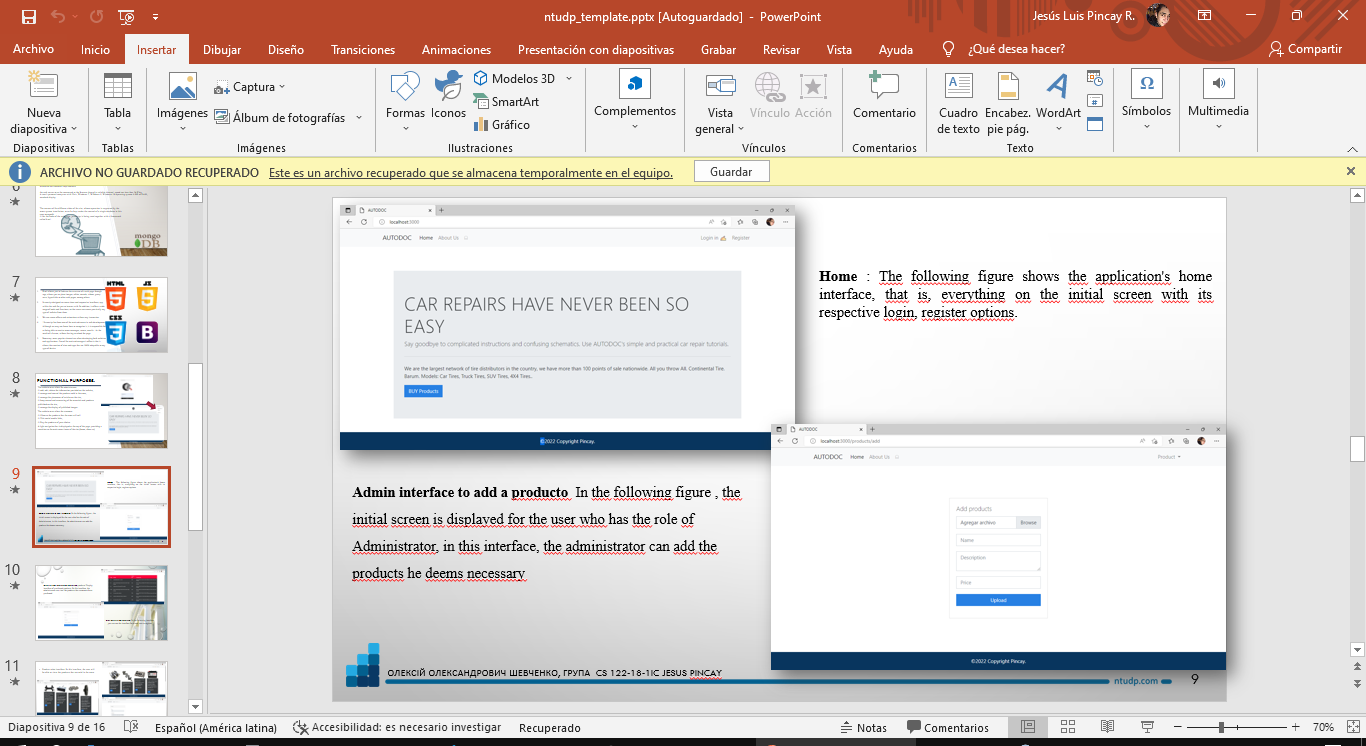 ntudp_template.pptx [Autoguardado] - PowerPoint
Jesús Luis Pincay R.
Archivo Inicio Insertar Dibujar Diseño Transiciones Animaciones Presentación con diapositivas Grabar Revisar Vista Ayuda ¿Qué desea hacer? Compartir
Nueva diapositiva
Tabla
Imágenes
Captura
Álbum de fotografías
Formas
Iconos
Modelos 3D
SmartArt
Gráfico
Complementos
Vista general
Vínculo
Acción
Comentario
Cuadro de texto
Encabez. pie pág.
WordArt
Símbolos
Multimedia
Diapositivas Tablas Imágenes Ilustraciones Vínculos Comentarios Texto
ARCHIVO NO GUARDADO RECUPERADO Este es un archivo recuperado que se almacena temporalmente en el equipo. Guardar
6
mongo
DB
7
HTML
JS
CSS
B
8
FUNCTIONAL PURPOSES.
9
10
11
AUTODOC
localhost:3000
AUTODOC Home About Us Login in Register
CAR REPAIRS HAVE NEVER BEEN SO
EASY
Say goodbye to complicated instructions and confusing schematics. Use AUTODOC's simple and practical car repair tutorials.
We are the largest network of tire distributors in the country, we have more than 100 points of sale nationwide. All you throw All. Continental Tire.
Barum. Models: Car Tires, Truck Tires, SUV Tires, 4X4 Tires..
BUY Products
©2022 Copyright Pincay.
Home : The following figure shows the application's home
interface, that is, everything on the initial screen with its
respective login, register options.
Admin interface to add a producto In the following figure , the
initial screen is displayed for the user who has the role of
Administrator, in this interface, the administrator can add the
products he deems necessary
AUTODOC
localhost:3000/products/add
AUTODOC Home About Us Product
Add products
Agregar archivo Browse
Name
Description
Price
Upload
©2022 Copyright Pincay.
ОЛЕКСІЙ ОЛЕКСАНДРОВИЧ ШЕВЧЕНКО, ГРУПА CS 122-18-1IC JESUS PINCAY
ntudp.com
9
Diapositiva 9 de 16 Español (América latina) Accesibilidad: es necesario investigar Recuperado Notas Comentarios 70%